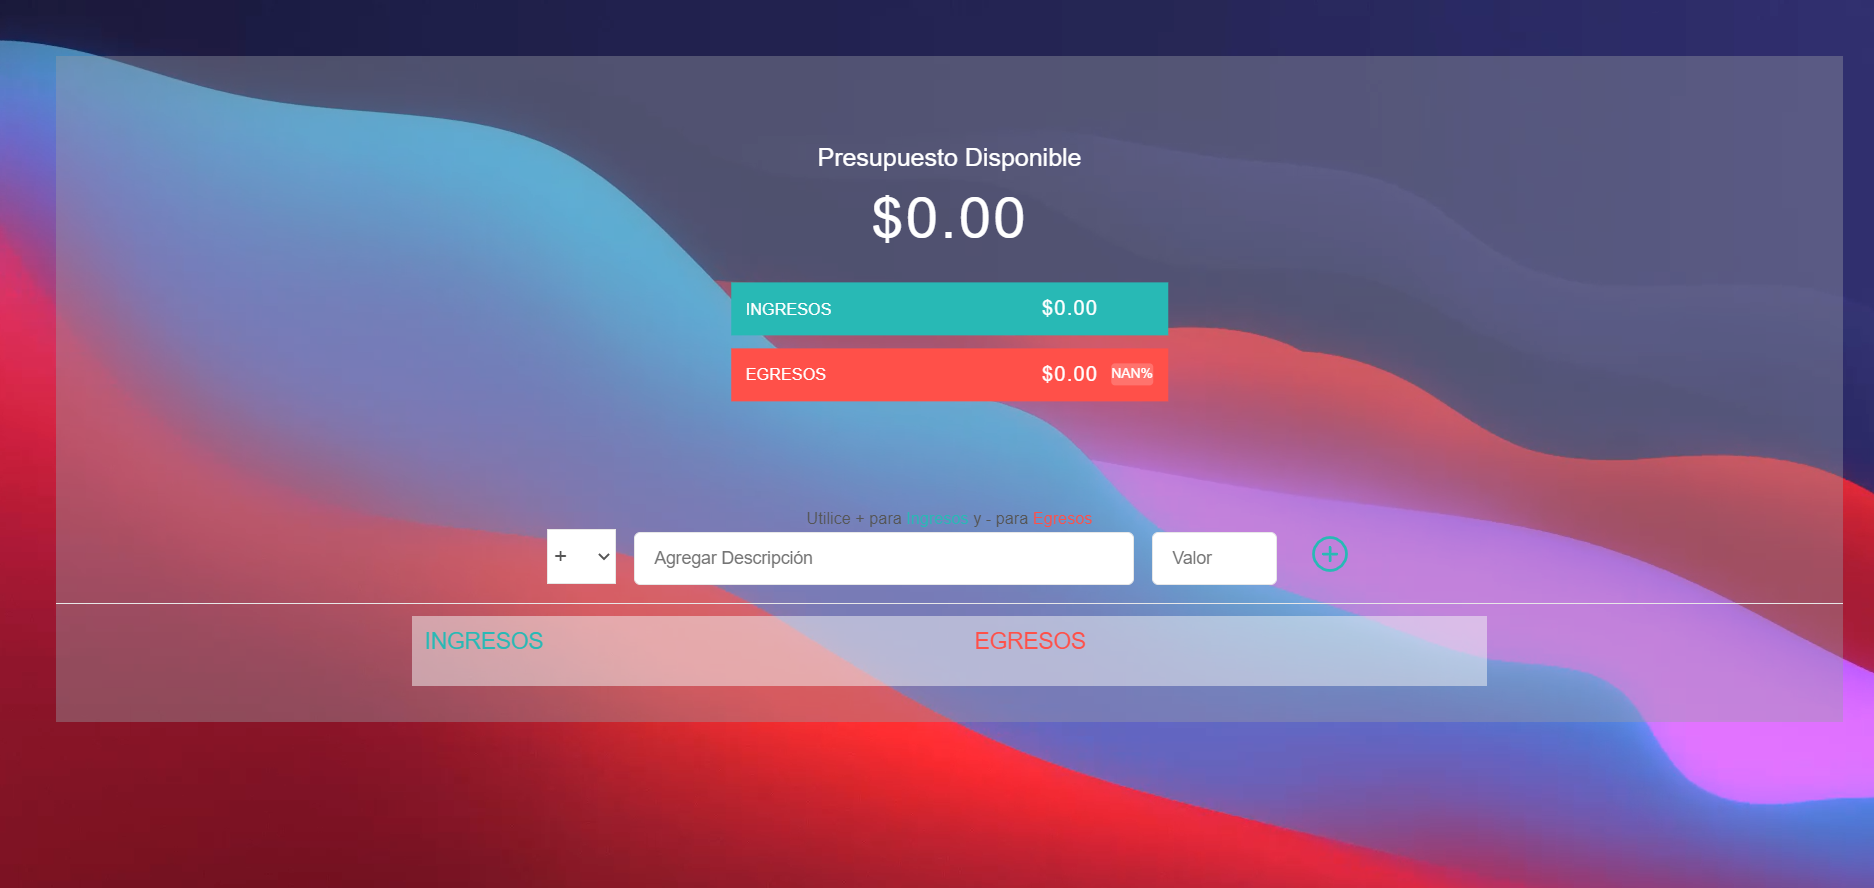 Presupuesto Disponible
$0.00
INGRESOS $0.00
EGRESOS $0.00 NAN%
Utilice + para Ingresos y - para Egresos
+ Agregar Descripción Valor
INGRESOS EGRESOS